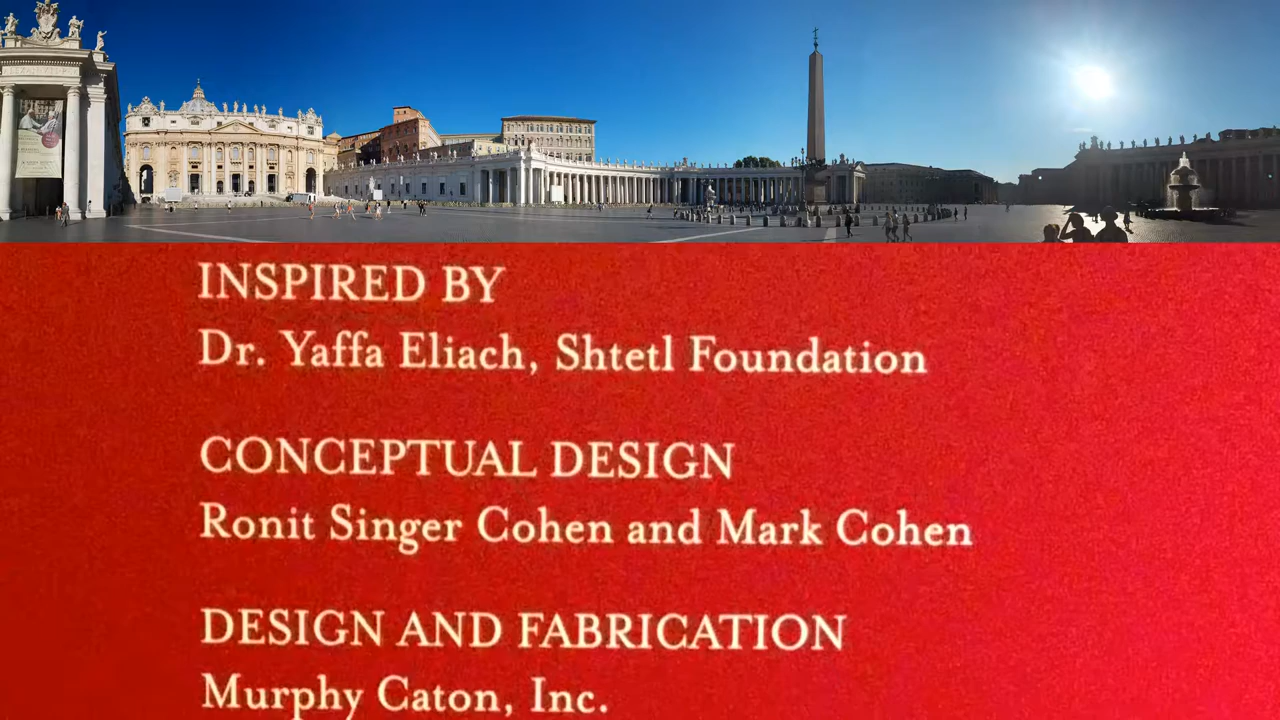 INSPIRED BY
Dr. Yaffa Eliach, Shtetl Foundation
CONCEPTUAL DESIGN
Ronit Singer Cohen and Mark Cohen
DESIGN AND FABRICATION
Murphy Caton, Inc.